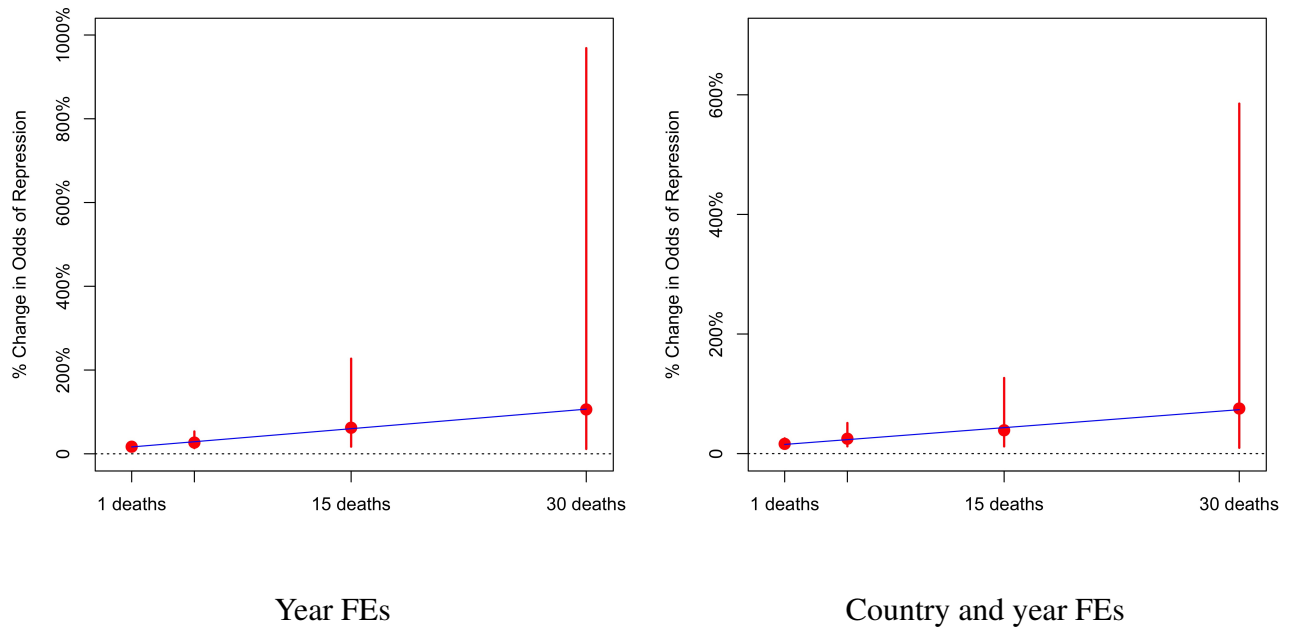 % Change in Odds of Repression
1000%
800%
600%
400%
200%
0
1 deaths 15 deaths 30 deaths
Year FEs
% Change in Odds of Repression
600%
400%
200%
0
1 deaths 15 deaths 30 deaths
Country and year FEs